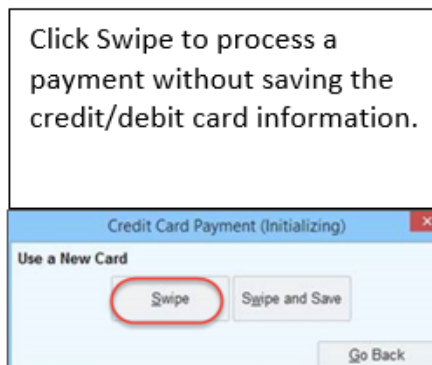 Click Swipe to process a
payment without saving the
credit/debit card information.
Credit Card Payment (Initializing)
Use a New Card
Swipe
Swipe and Save
Go Back